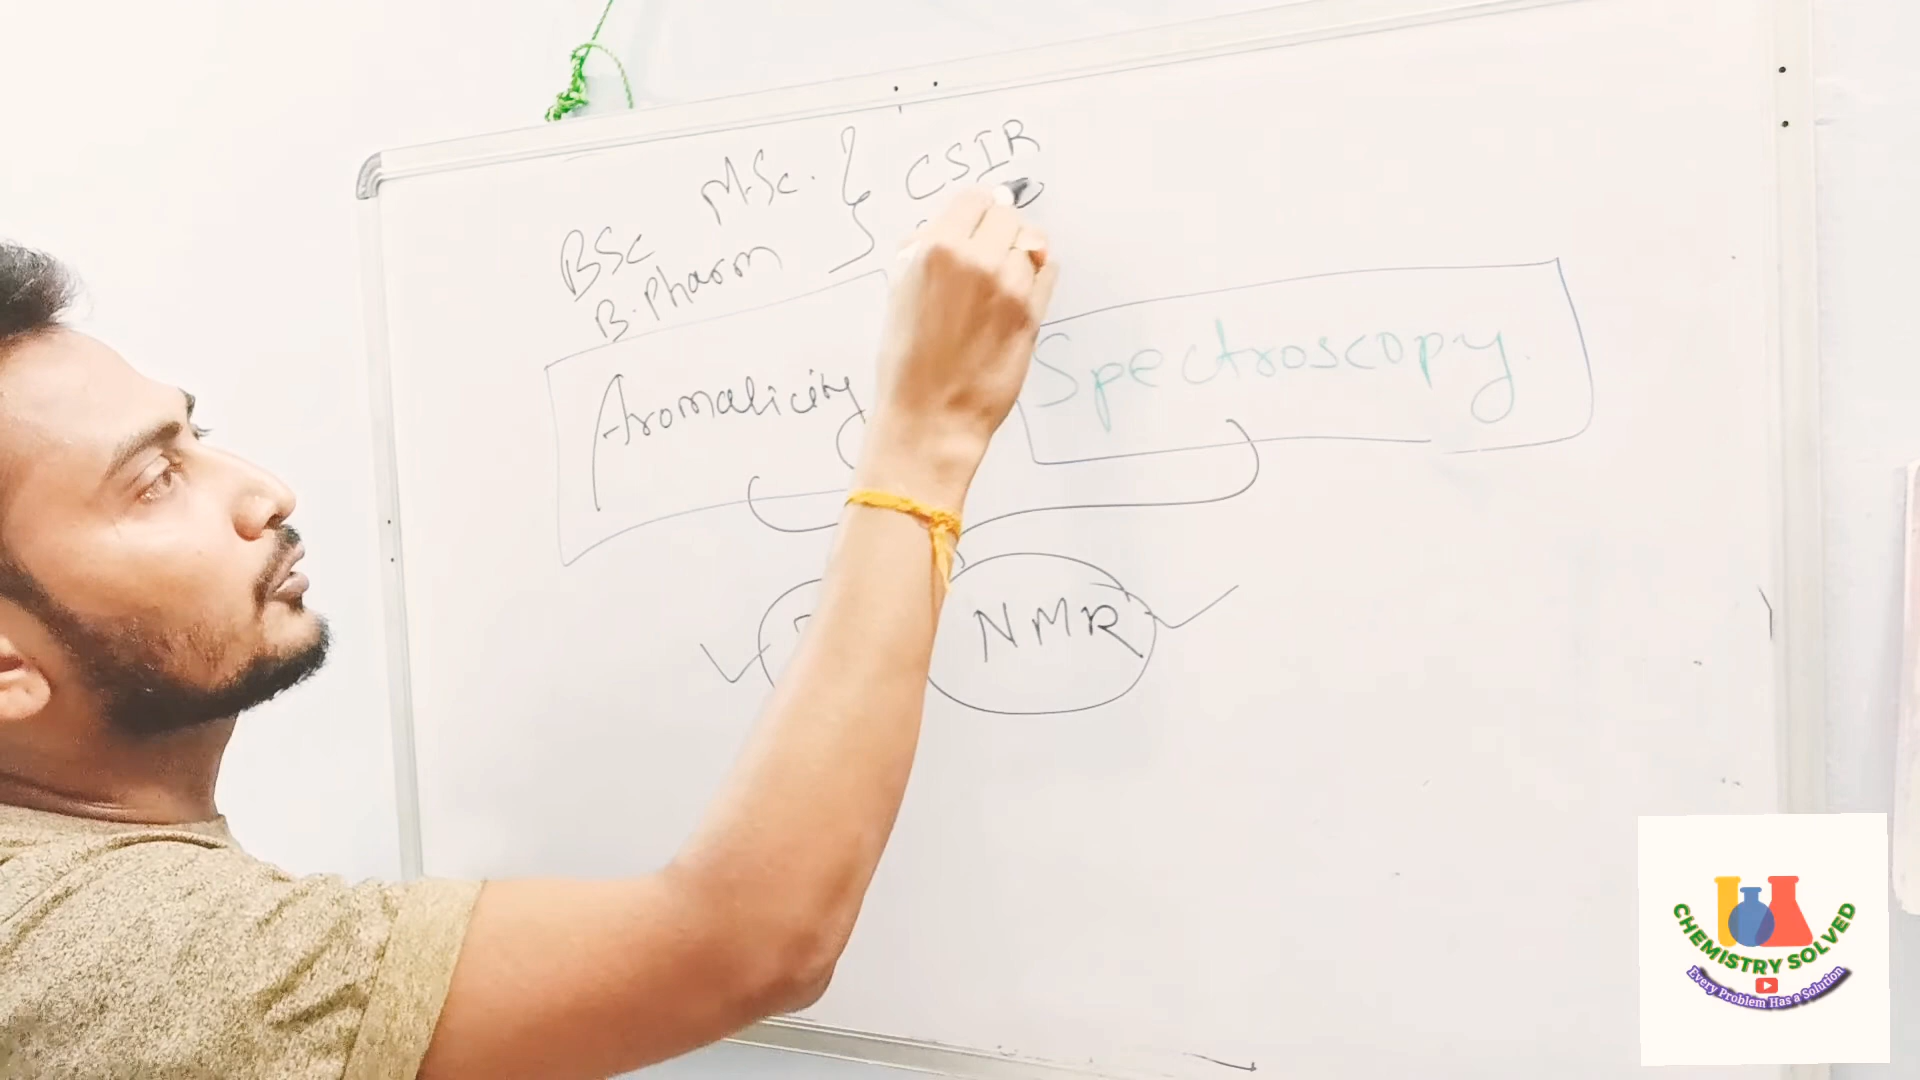 M.Sc. } CSIR
BSc
B.Pharm
Aromaticity
Spectroscopy.
NMR
CHEMISTRY SOLVED
Every Problem Has a Solution